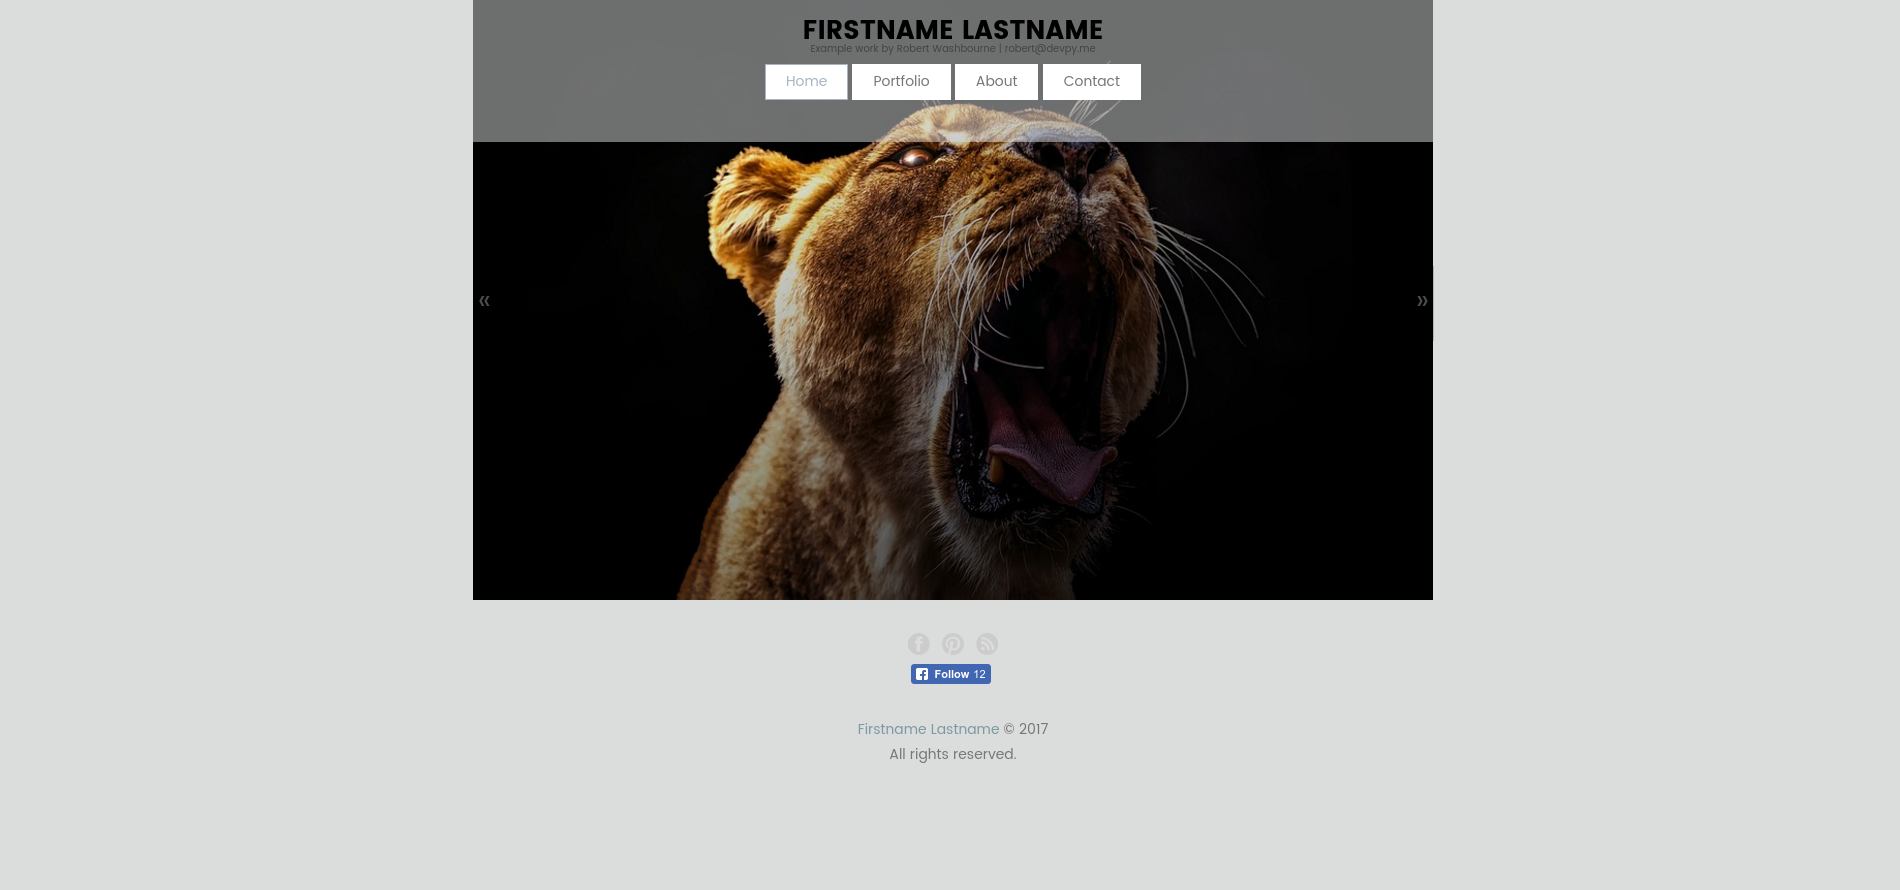 FIRSTNAME LASTNAME
Example work by Robert Washbourne | robert@devpy.me
Home Portfolio About Contact
« »
Follow 12
Firstname Lastname © 2017
All rights reserved.